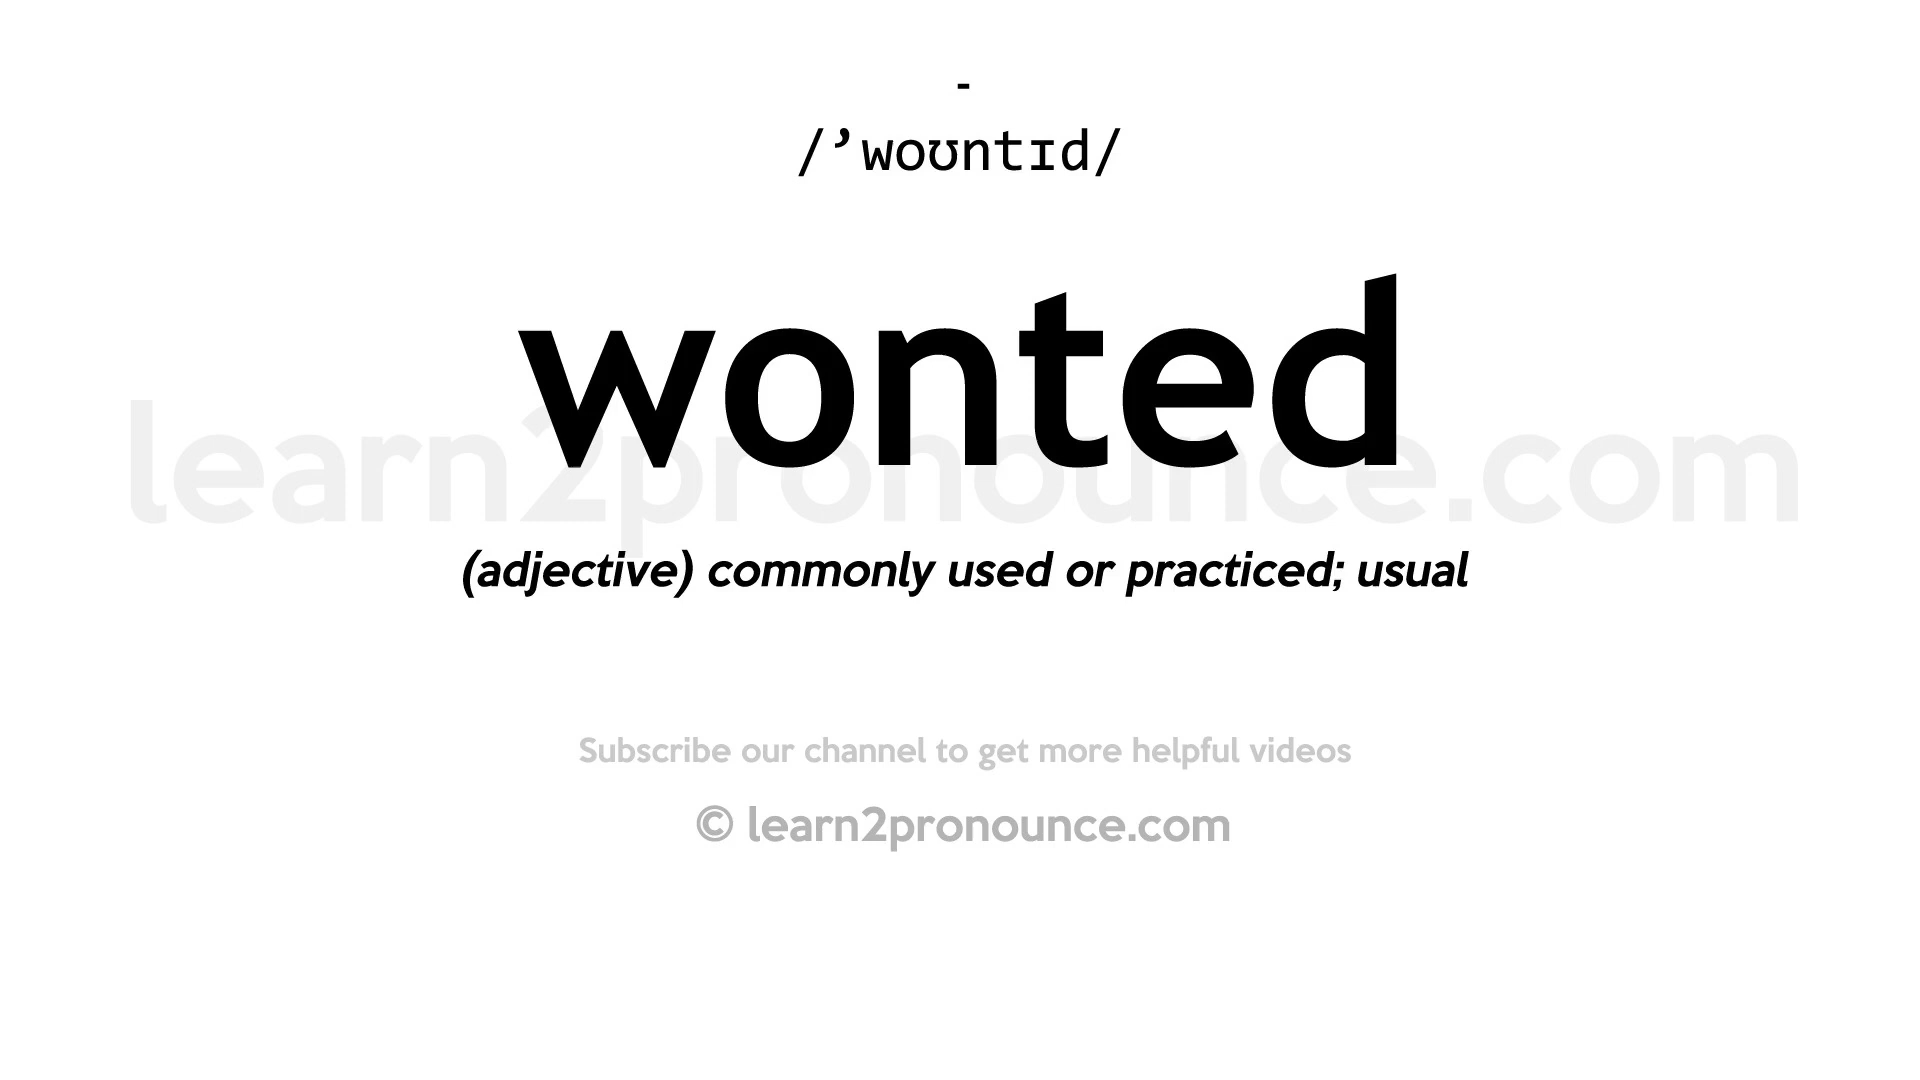 -
/’woʊntɪd/
wonted
learn2pronounce.com
(adjective) commonly used or practiced; usual
Subscribe our channel to get more helpful videos
© learn2pronounce.com